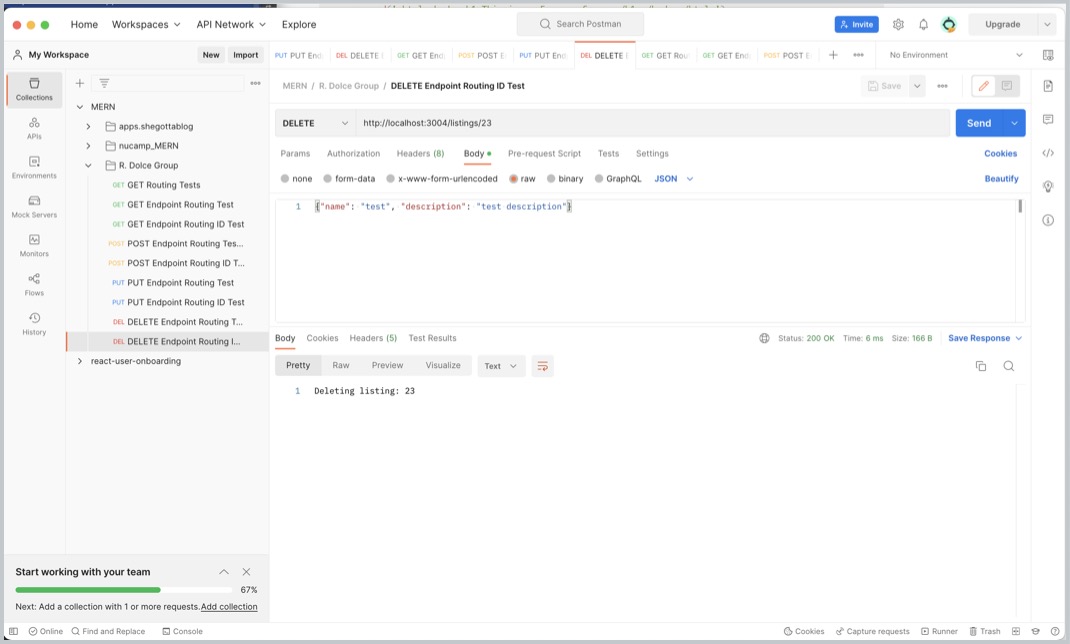 Home Workspaces API Network Explore Search Postman Invite Upgrade
My Workspace New Import PUT PUT End DELETE GET GET End POST POST E PUT PUT End DEL DELETE GET GET Rou GET GET End POST POST E No Environment
Collections
APIs
Environments
Mock Servers
Monitors
Flows
History
MERN
apps.shegottablog
nucamp_MERN
R. Dolce Group
GET GET Routing Tests
GET GET Endpoint Routing Test
GET GET Endpoint Routing ID Test
POST POST Endpoint Routing Tes...
POST POST Endpoint Routing ID T...
PUT PUT Endpoint Routing Test
PUT PUT Endpoint Routing ID Test
DEL DELETE Endpoint Routing T...
DEL DELETE Endpoint Routing I...
react-user-onboarding
MERN / R. Dolce Group / DELETE Endpoint Routing ID Test Save
DELETE http://localhost:3004/listings/23 Send
Params Authorization Headers (8) Body Pre-request Script Tests Settings Cookies
none form-data x-www-form-urlencoded raw binary GraphQL JSON Beautify
1 {"name": "test", "description": "test description"}
Body Cookies Headers (5) Test Results Status: 200 OK Time: 6 ms Size: 166 B Save Response
Pretty Raw Preview Visualize Text
1 Deleting listing: 23
Start working with your team
67%
Next: Add a collection with 1 or more requests. Add collection
Online Find and Replace Console Cookies Capture requests Runner Trash